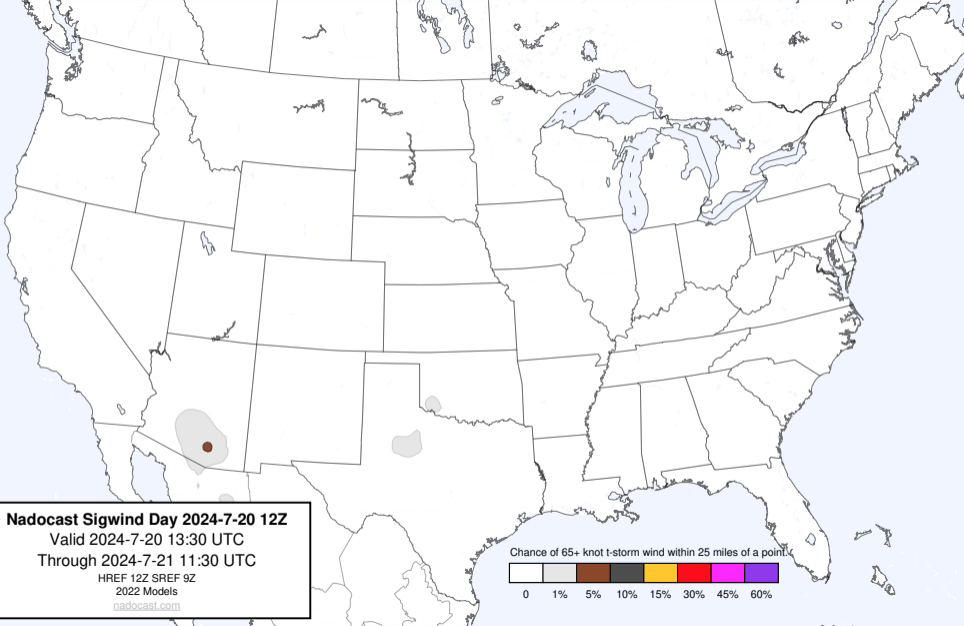 Nadocast Sigwind Day 2024-7-20 12Z
Valid 2024-7-20 13:30 UTC
Through 2024-7-21 11:30 UTC
HREF 12Z SREF 9Z
2022 Models
nadocast.com
Chance of 65+ knot t-storm wind within 25 miles of a point.
0 1% 5% 10% 15% 30% 45% 60%